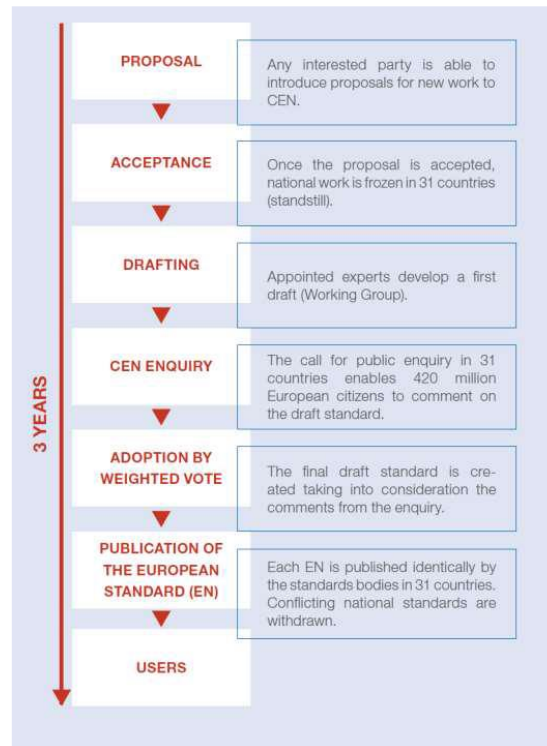 PROPOSAL
Any interested party is able to
introduce proposals for new work to
CEN.
ACCEPTANCE
Once the proposal is accepted,
national work is frozen in 31 countries
(standstill).
DRAFTING
Appointed experts develop a first
draft (Working Group).
CEN ENQUIRY
The call for public enquiry in 31
countries enables 420 million
European citizens to comment on
the draft standard.
ADOPTION BY
WEIGHTED VOTE
The final draft standard is cre-
ated taking into consideration the
comments from the enquiry.
PUBLICATION OF
THE EUROPEAN
STANDARD (EN)
Each EN is published identically by
the standards bodies in 31 countries.
Conflicting national standards are
withdrawn.
USERS
3 YEARS